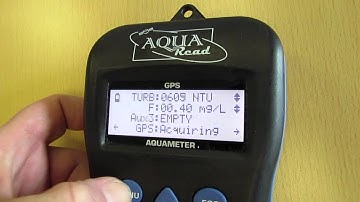 AQUA
Read
GPS
TURB:0609 NTU
F:00.40 mg/L
Aux3:EMPTY
GPS:Acquiring
AQUAMETER